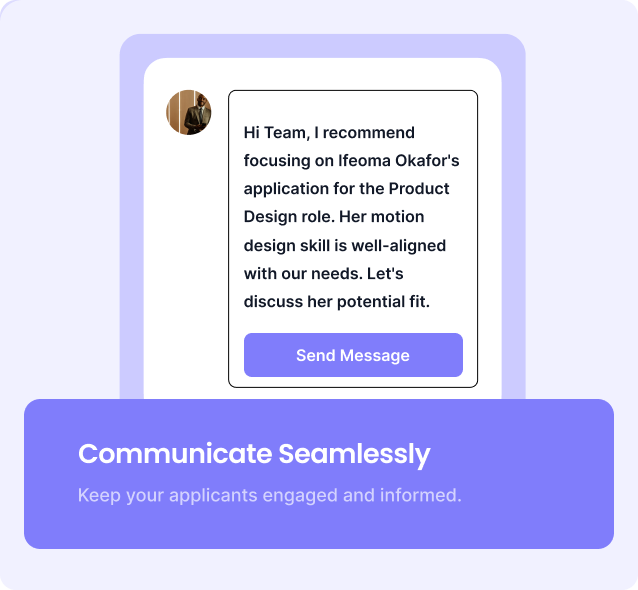 Hi Team, I recommend
focusing on Ifeoma Okafor's
application for the Product
Design role. Her motion
design skill is well-aligned
with our needs. Let's
discuss her potential fit.
Send Message
Communicate Seamlessly
Keep your applicants engaged and informed.